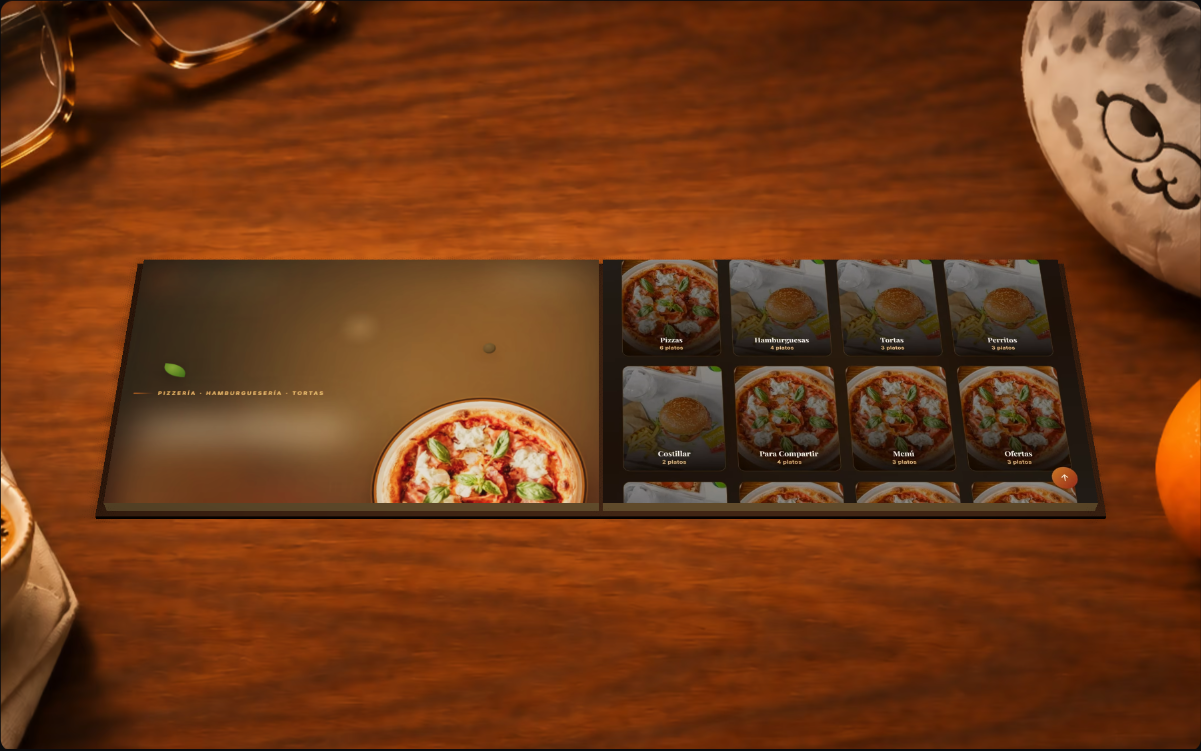 PIZZERÍA · HAMBURGUESERÍA · TORTAS
Pizzas
6 platos
Hamburguesas
4 platos
Tortas
3 platos
Perritos
3 platos
Costillar
2 platos
Para Compartir
4 platos
Menú
3 platos
Ofertas
3 platos